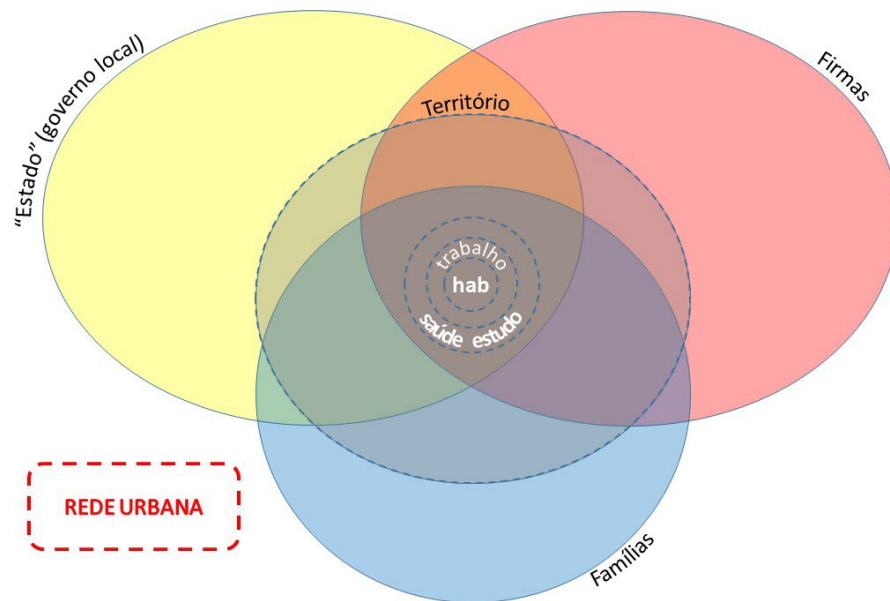 “Estado” (governo local)
Firmas
Território
trabalho
hab
saúde estudo
REDE URBANA
Famílias